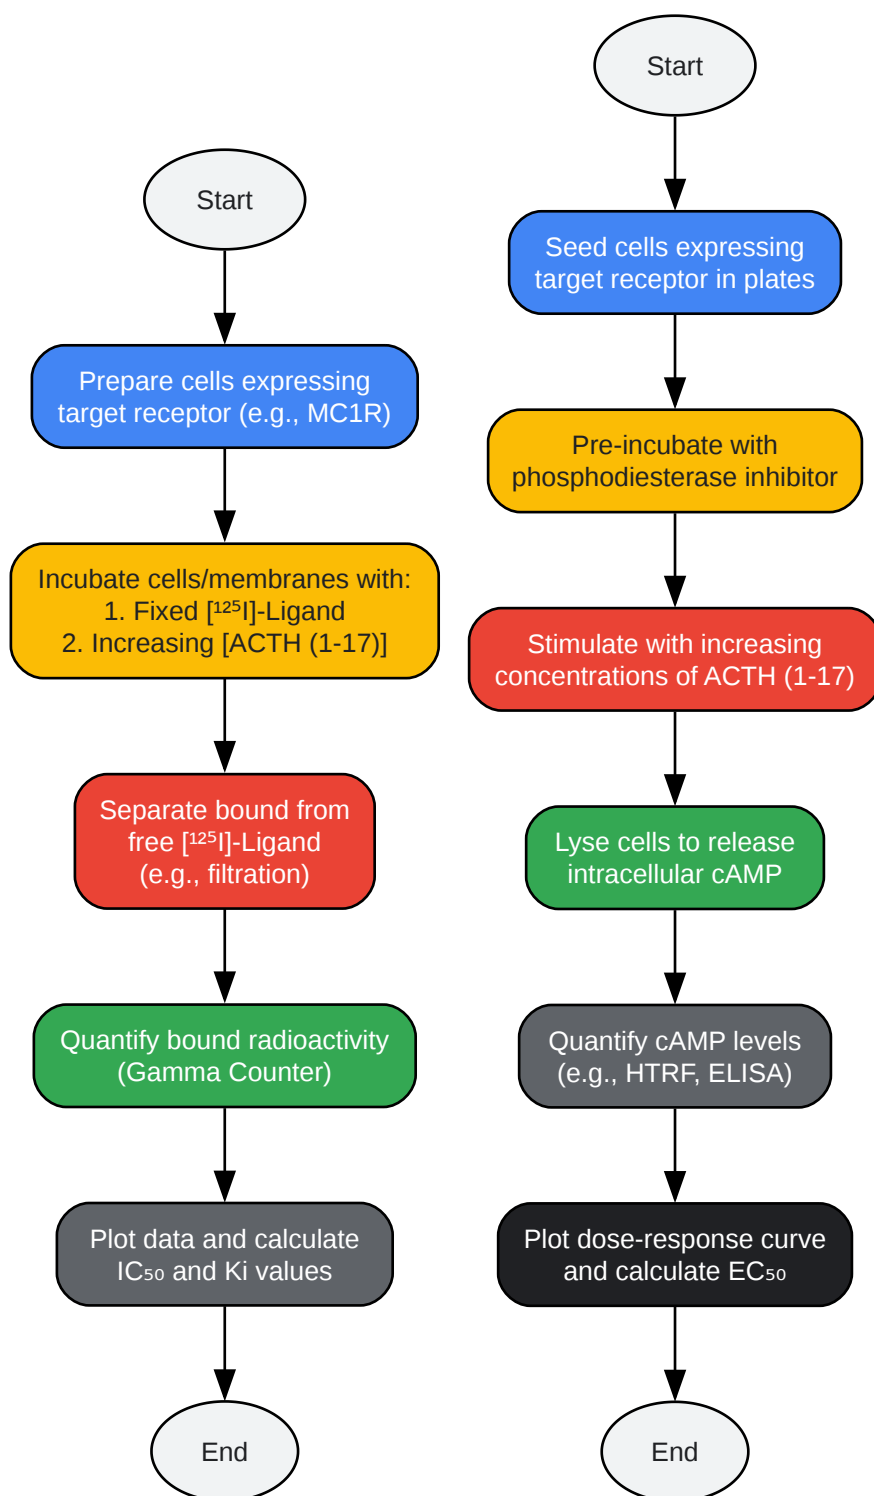 Start
Prepare cells expressing
target receptor (e.g., MC1R)
Incubate cells/membranes with:
1. Fixed [¹²⁵I]-Ligand
2. Increasing [ACTH (1-17)]
Separate bound from
free [¹²⁵I]-Ligand
(e.g., filtration)
Quantify bound radioactivity
(Gamma Counter)
Plot data and calculate
IC₅₀ and Ki values
End
Start
Seed cells expressing
target receptor in plates
Pre-incubate with
phosphodiesterase inhibitor
Stimulate with increasing
concentrations of ACTH (1-17)
Lyse cells to release
intracellular cAMP
Quantify cAMP levels
(e.g., HTRF, ELISA)
Plot dose-response curve
and calculate EC₅₀
End